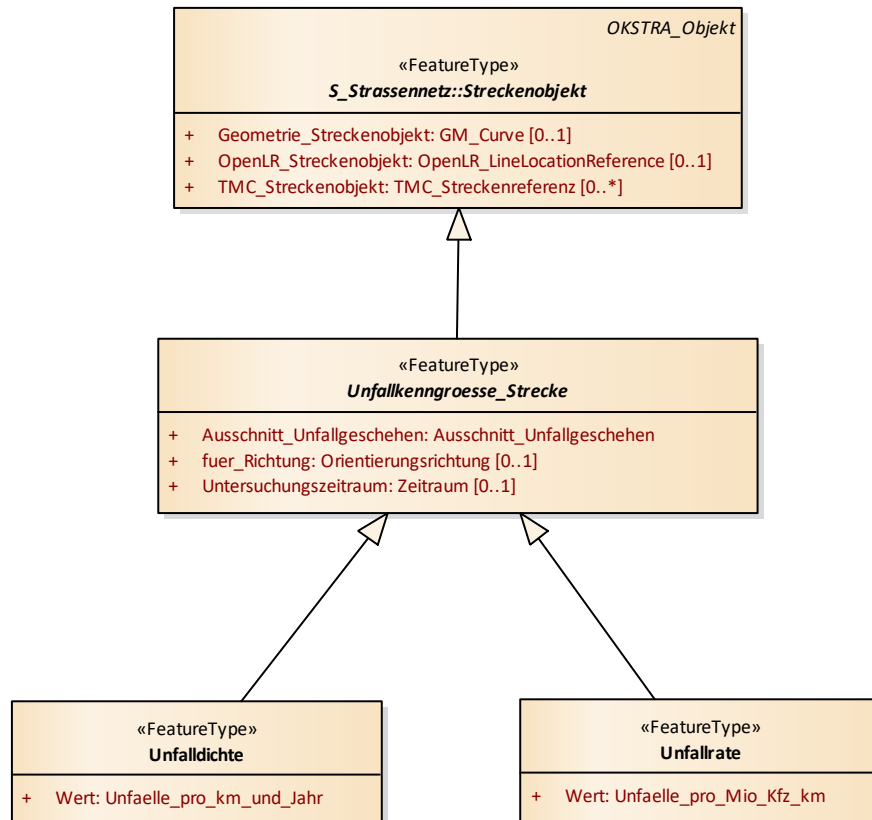 OKSTRA_Objekt
«FeatureType»
S_Strassennetz::Streckenobjekt
+ Geometrie_Streckenobjekt: GM_Curve [0..1]
+ OpenLR_Streckenobjekt: OpenLR_LineLocationReference [0..1]
+ TMC_Streckenobjekt: TMC_Streckenreferenz [0..*]
«FeatureType»
Unfallkenngroesse_Strecke
+ Ausschnitt_Unfallgeschehen: Ausschnitt_Unfallgeschehen
+ fuer_Richtung: Orientierungsrichtung [0..1]
+ Untersuchungszeitraum: Zeitraum [0..1]
«FeatureType»
Unfalldichte
+ Wert: Unfaelle_pro_km_und_Jahr
«FeatureType»
Unfallrate
+ Wert: Unfaelle_pro_Mio_Kfz_km